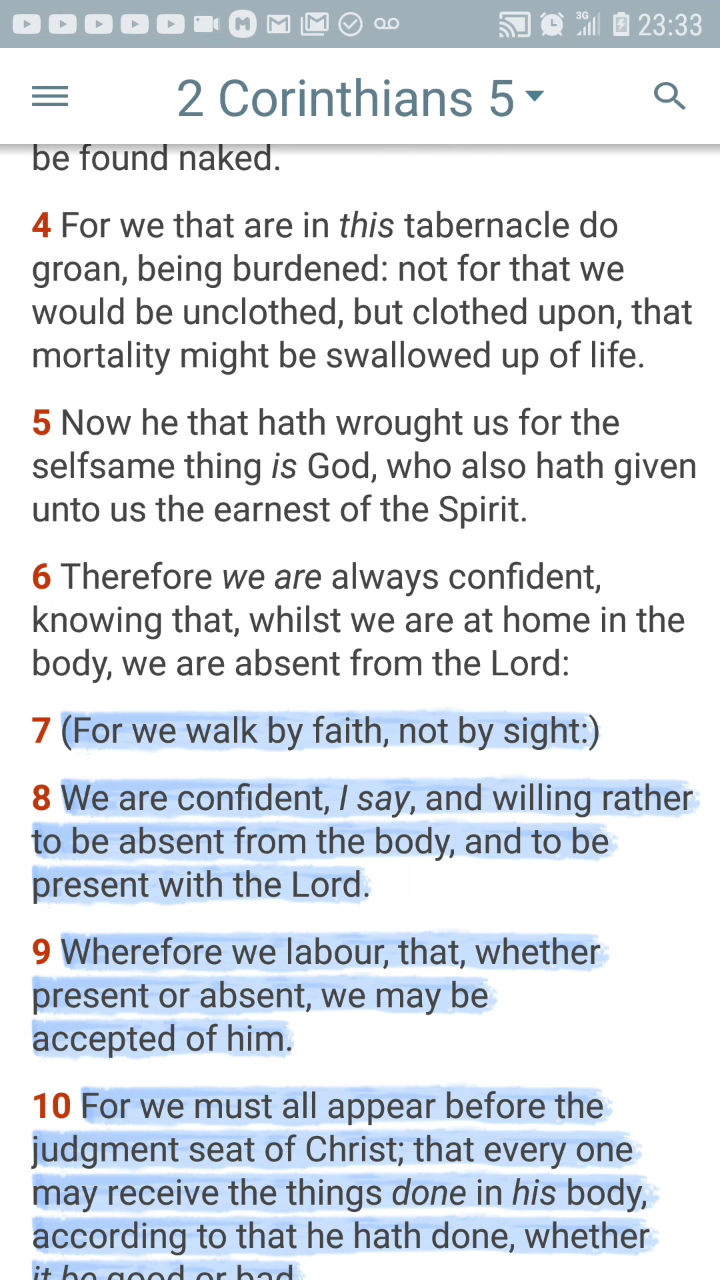 3G 23:33
2 Corinthians 5
be found naked.
4 For we that are in this tabernacle do
groan, being burdened: not for that we
would be unclothed, but clothed upon, that
mortality might be swallowed up of life.
5 Now he that hath wrought us for the
selfsame thing is God, who also hath given
unto us the earnest of the Spirit.
6 Therefore we are always confident,
knowing that, whilst we are at home in the
body, we are absent from the Lord:
7 (For we walk by faith, not by sight:)
8 We are confident, I say, and willing rather
to be absent from the body, and to be
present with the Lord.
9 Wherefore we labour, that, whether
present or absent, we may be
accepted of him.
10 For we must all appear before the
judgment seat of Christ; that every one
may receive the things done in his body,
according to that he hath done, whether
it be good or bad.